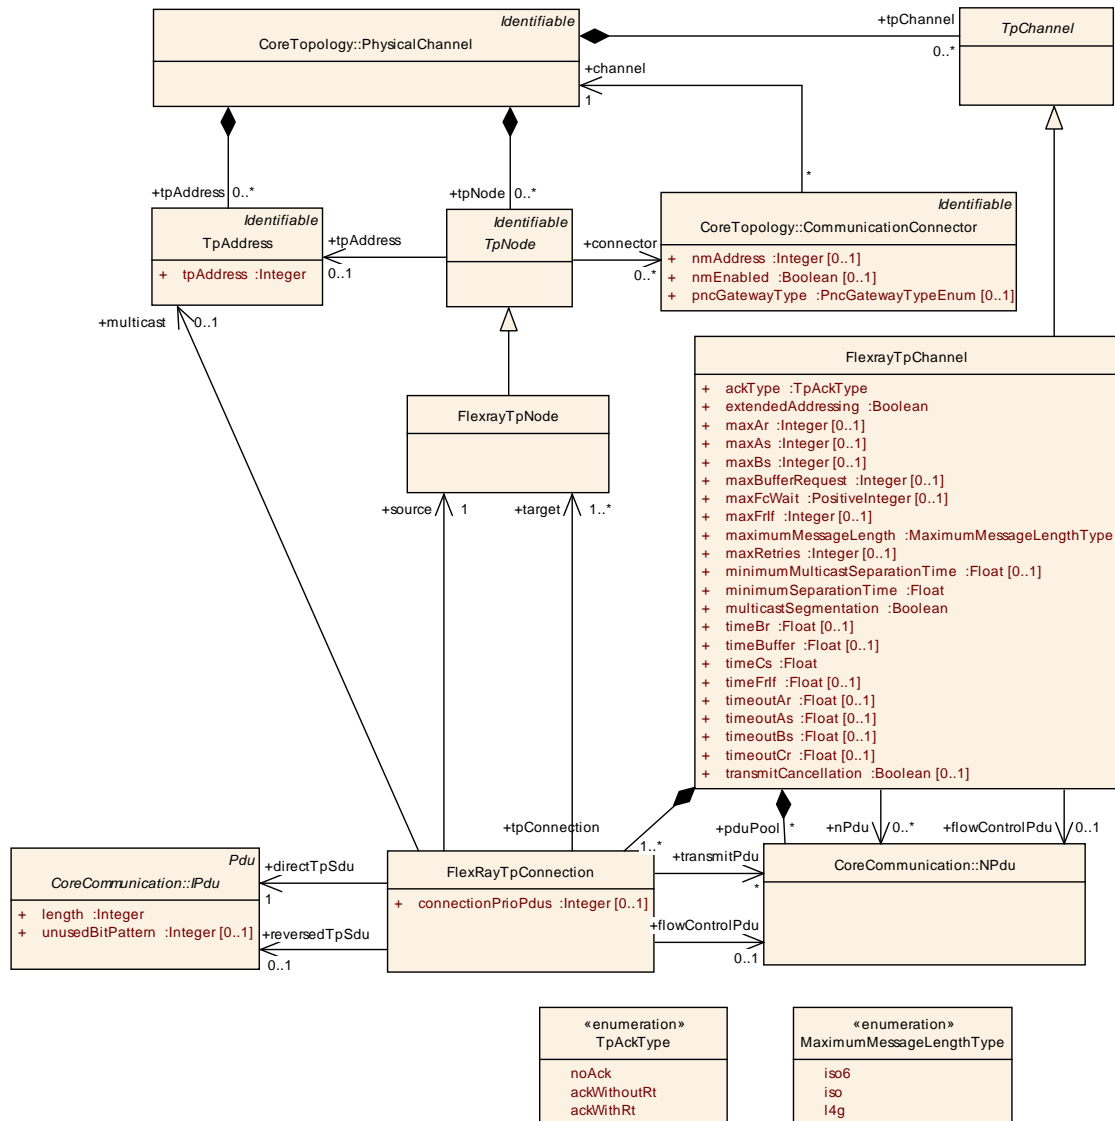 Identifiable
CoreTopology::PhysicalChannel
+tpChannel
0..*
TpChannel
+channel
1
*
+tpAddress 0..*
+tpNode 0..*
Identifiable
TpAddress
+ tpAddress :Integer
+tpAddress
0..1
Identifiable
TpNode
+connector
0..*
Identifiable
CoreTopology::CommunicationConnector
+ nmAddress :Integer [0..1]
+ nmEnabled :Boolean [0..1]
+ pncGatewayType :PncGatewayTypeEnum [0..1]
+multicast 0..1
FlexrayTpNode
+source 1
+target 1..*
FlexrayTpChannel
+ ackType :TpAckType
+ extendedAddressing :Boolean
+ maxAr :Integer [0..1]
+ maxAs :Integer [0..1]
+ maxBs :Integer [0..1]
+ maxBufferRequest :Integer [0..1]
+ maxFcWait :PositiveInteger [0..1]
+ maxFrIf :Integer [0..1]
+ maximumMessageLength :MaximumMessageLengthType
+ maxRetries :Integer [0..1]
+ minimumMulticastSeparationTime :Float [0..1]
+ minimumSeparationTime :Float
+ multicastSegmentation :Boolean
+ timeBr :Float [0..1]
+ timeBuffer :Float [0..1]
+ timeCs :Float
+ timeFrIf :Float [0..1]
+ timeoutAr :Float [0..1]
+ timeoutAs :Float [0..1]
+ timeoutBs :Float [0..1]
+ timeoutCr :Float [0..1]
+ transmitCancellation :Boolean [0..1]
+tpConnection
1..*
+pduPool *
+nPdu 0..*
+flowControlPdu 0..1
Pdu
CoreCommunication::IPdu
+ length :Integer
+ unusedBitPattern :Integer [0..1]
+directTpSdu
1
+reversedTpSdu
0..1
FlexRayTpConnection
+ connectionPrioPdus :Integer [0..1]
+transmitPdu
*
+flowControlPdu
0..1
CoreCommunication::NPdu
«enumeration»
TpAckType
noAck
ackWithoutRt
ackWithRt
«enumeration»
MaximumMessageLengthType
iso6
iso
l4g